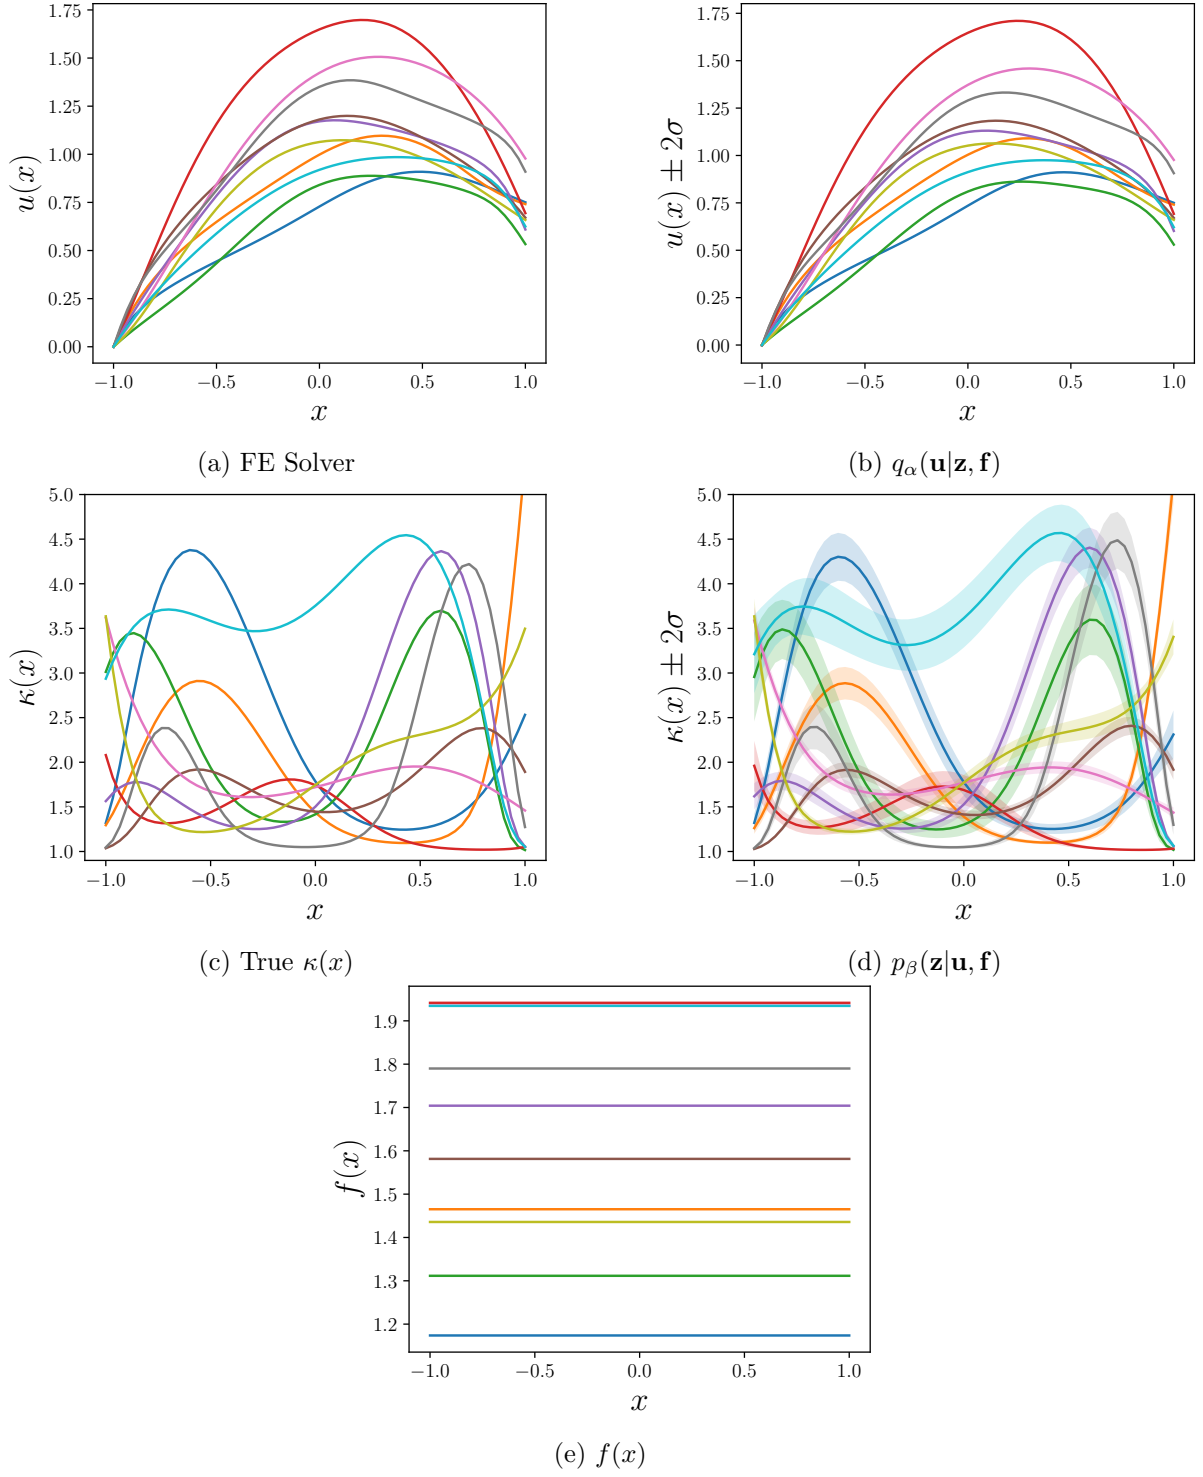 1.75
1.50
1.25
1.00
0.75
0.50
0.25
0.00
u(x)
−1.0 −0.5 0.0 0.5 1.0
x
(a) FE Solver
1.75
1.50
1.25
1.00
0.75
0.50
0.25
0.00
u(x) ± 2σ
−1.0 −0.5 0.0 0.5 1.0
x
(b) qα(u|z, f)
5.0
4.5
4.0
3.5
3.0
2.5
2.0
1.5
1.0
κ(x)
−1.0 −0.5 0.0 0.5 1.0
x
(c) True κ(x)
5.0
4.5
4.0
3.5
3.0
2.5
2.0
1.5
1.0
κ(x) ± 2σ
−1.0 −0.5 0.0 0.5 1.0
x
(d) pβ(z|u, f)
1.9
1.8
1.7
1.6
1.5
1.4
1.3
1.2
f(x)
−1.0 −0.5 0.0 0.5 1.0
x
(e) f(x)